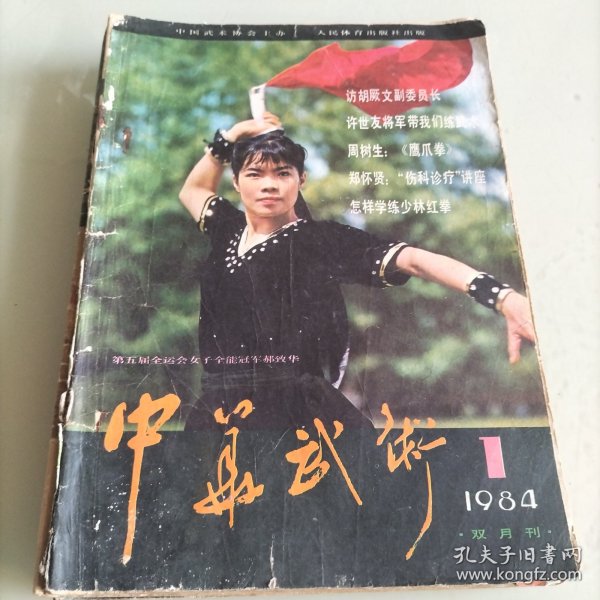 中国武术协会主办 人民体育出版社出版
访胡厥文副委员长
许世友将军带我们练武术
周树生：《鹰爪拳》
郑怀贤：“伤科诊疗”讲座
怎样学练少林红拳
第五届全运会女子全能冠军郝致华
中华武術
1
1984
·双月刊·
孔夫子旧书网
www.kongfz.com